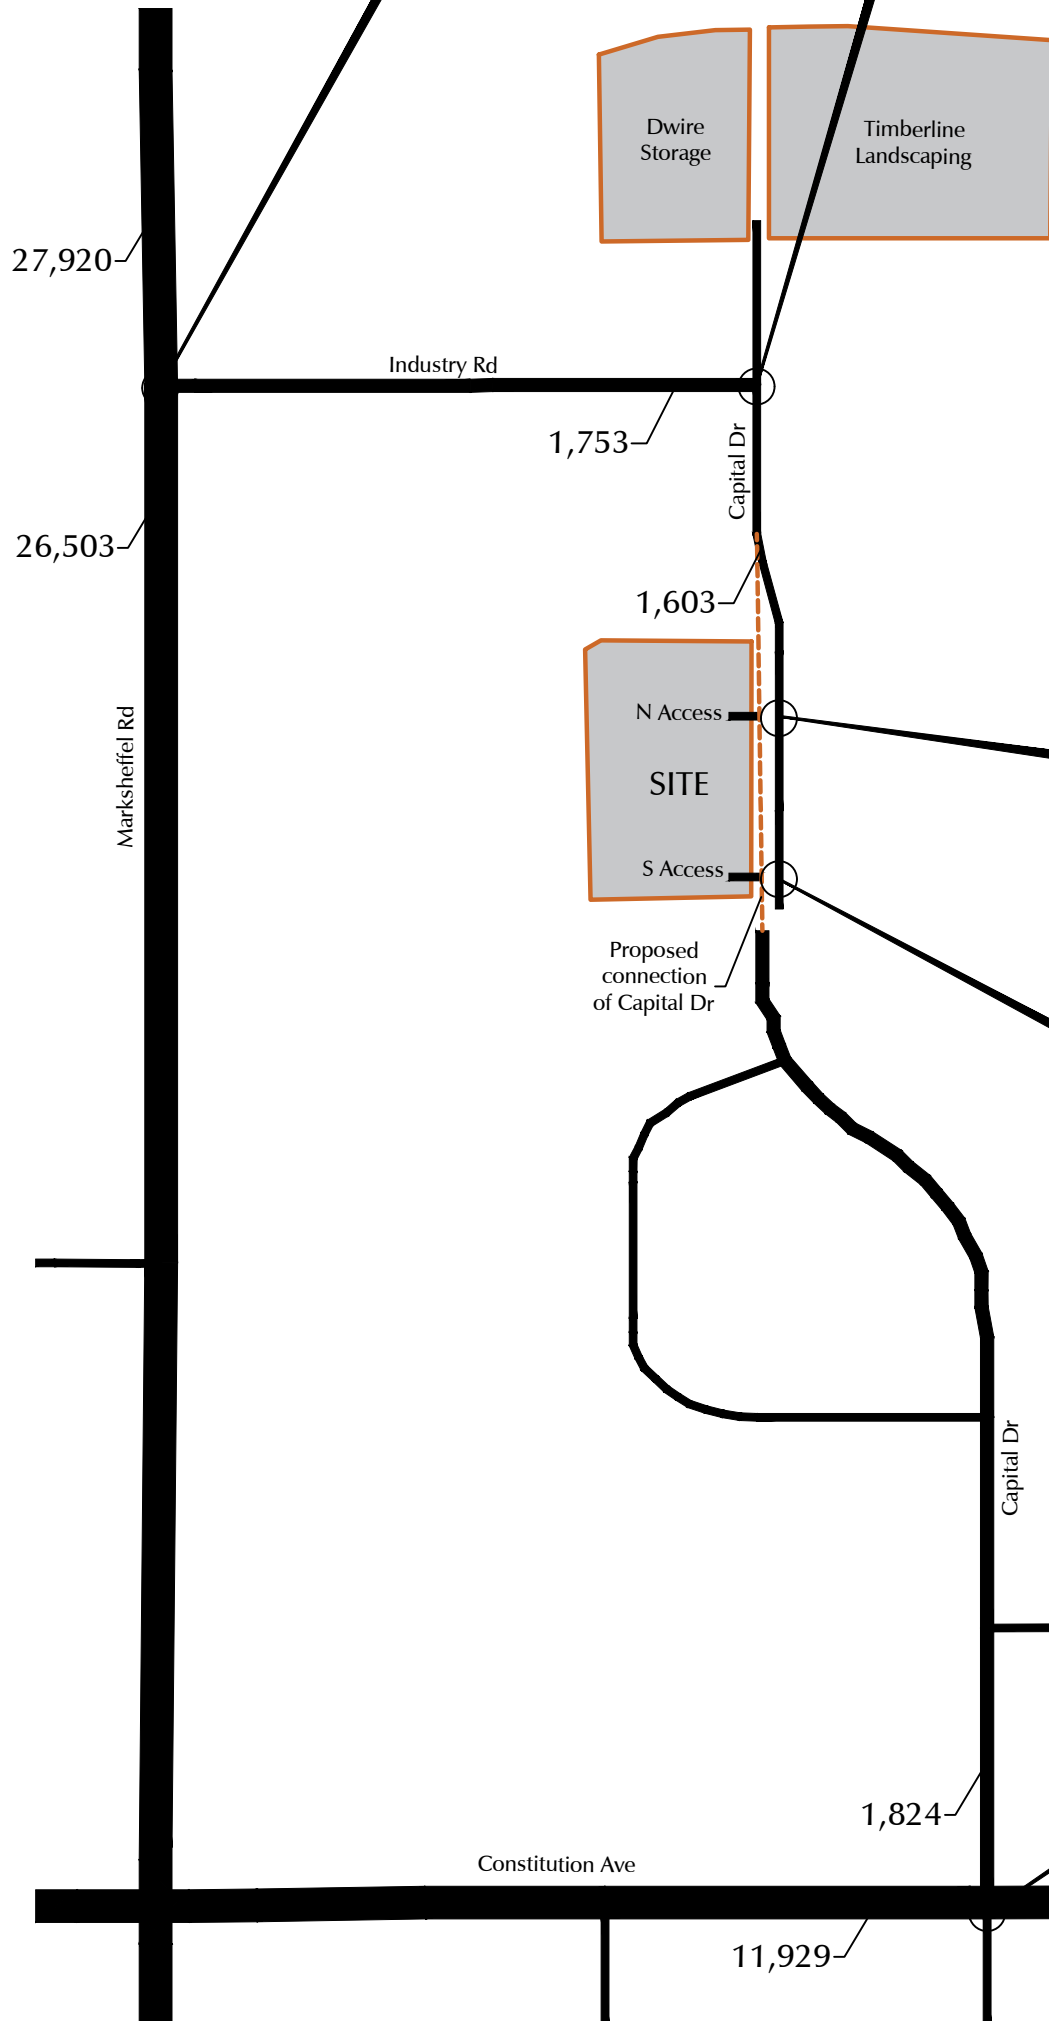 Dwire
Storage
Timberline
Landscaping
27,920
Industry Rd
1,753
Capital Dr
26,503
1,603
N Access
Marksheffel Rd
SITE
S Access
Proposed
connection
of Capital Dr
Capital Dr
1,824
Constitution Ave
11,929